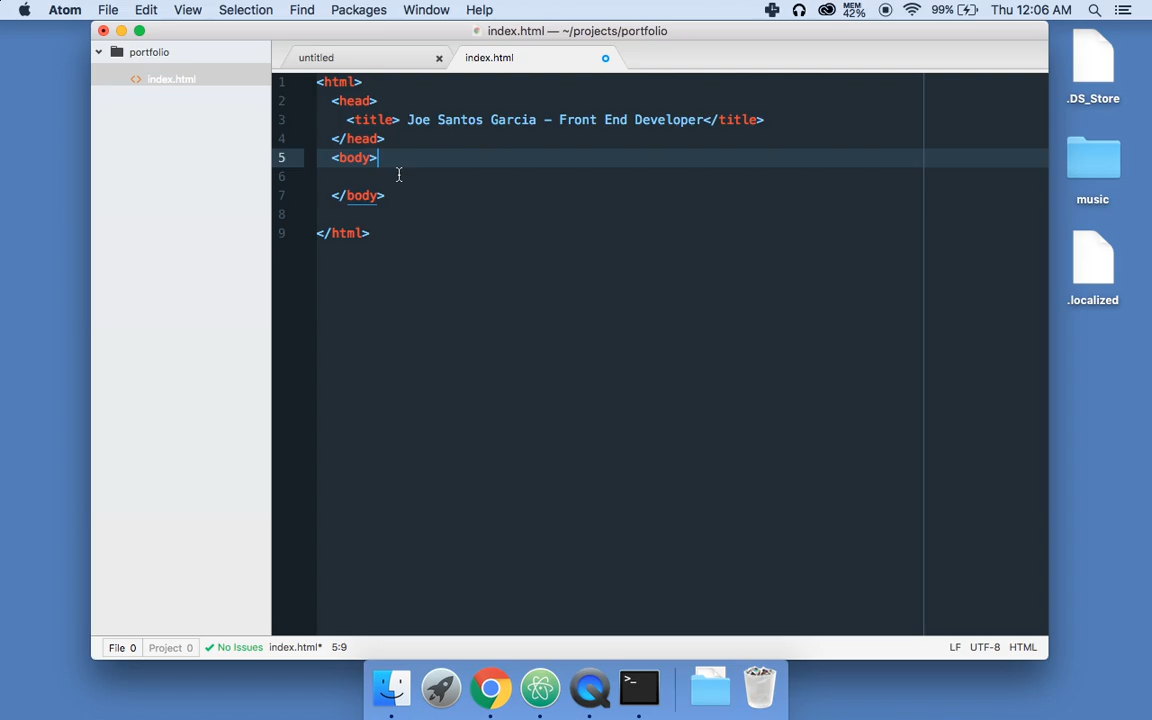 Atom File Edit View Selection Find Packages Window Help MEM 42% 99% Thu 12:06 AM
index.html — ~/projects/portfolio
portfolio
index.html
untitled
index.html
1 <html>
2 <head>
3 <title> Joe Santos Garcia - Front End Developer</title>
4 </head>
5 <body>
6
7 </body>
8
9 </html>
.DS_Store
music
.localized
File 0 Project 0 No Issues index.html* 5:9 LF UTF-8 HTML
>_